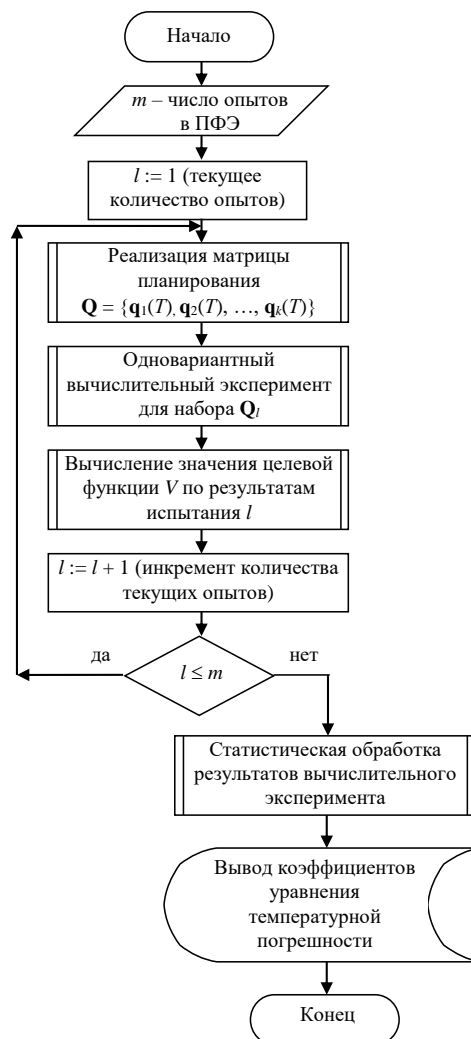 Начало
m – число опытов
в ПФЭ
l := 1 (текущее
количество опытов)
Реализация матрицы
планирования
Q = {q₁(T), q₂(T), …, qₖ(T)}
Одновариантный
вычислительный эксперимент
для набора Qₗ
Вычисление значения целевой
функции V по результатам
испытания l
l := l + 1 (инкремент количества
текущих опытов)
да
l ≤ m
нет
Статистическая обработка
результатов вычислительного
эксперимента
Вывод коэффициентов
уравнения
температурной
погрешности
Конец